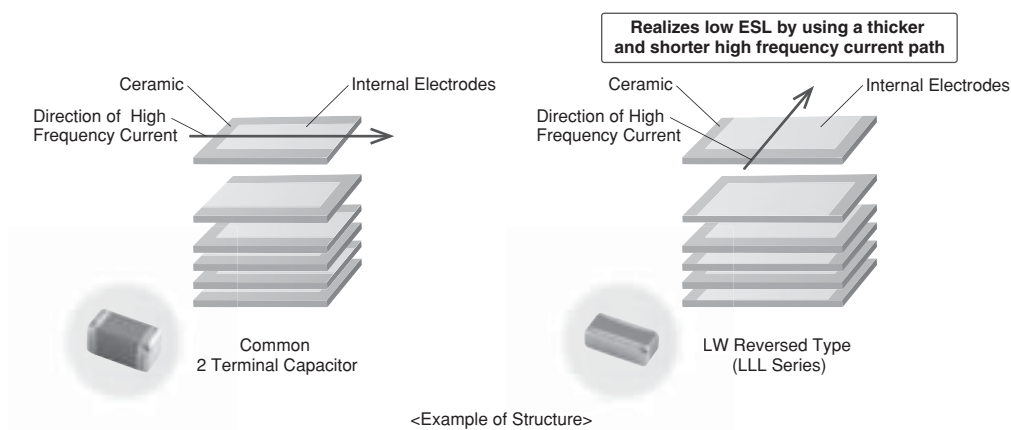 Realizes low ESL by using a thicker
and shorter high frequency current path
Ceramic
Internal Electrodes
Direction of High
Frequency Current
Common
2 Terminal Capacitor
Ceramic
Internal Electrodes
Direction of High
Frequency Current
LW Reversed Type
(LLL Series)
<Example of Structure>